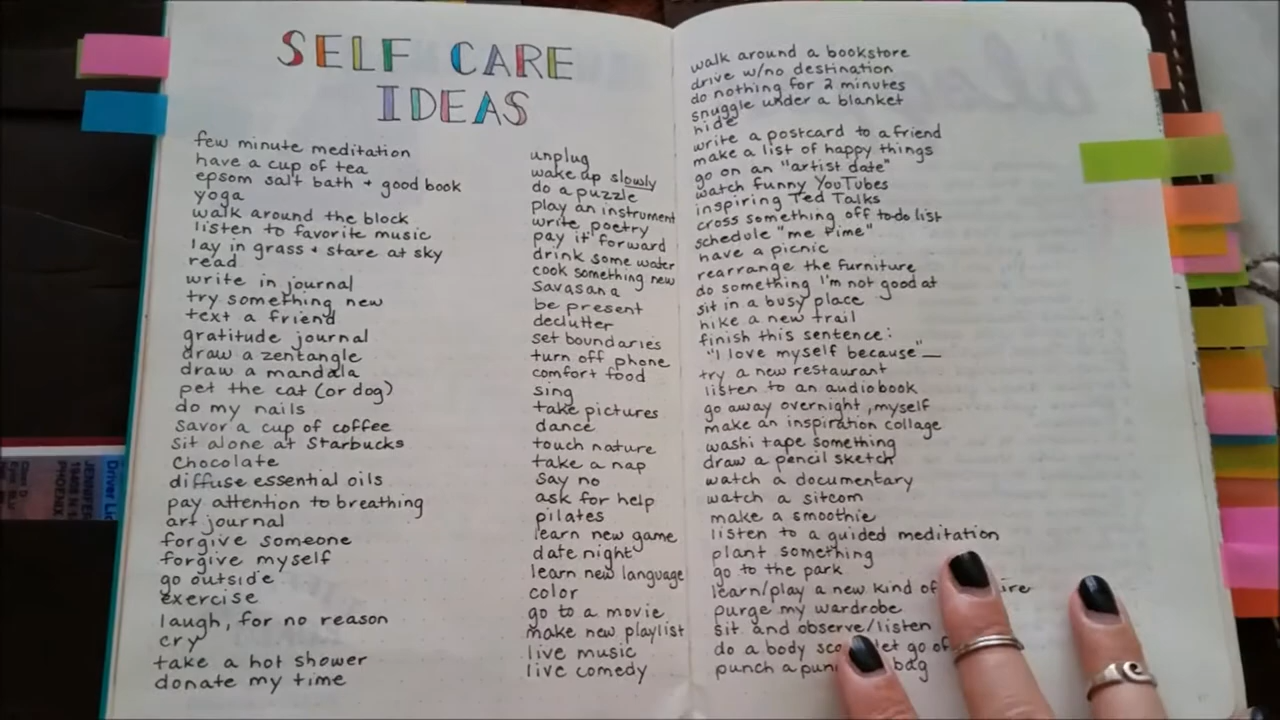 SELF CARE
IDEAS
few minute meditation
have a cup of tea
epsom salt bath + good book
yoga
walk around the block
listen to favorite music
lay in grass + stare at sky
read
write in journal
try something new
text a friend
gratitude journal
draw a zentangle
draw a mandala
pet the cat (or dog)
do my nails
savor a cup of coffee
sit alone at Starbucks
chocolate
diffuse essential oils
pay attention to breathing
art journal
forgive someone
forgive myself
go outside
exercise
laugh, for no reason
cry
take a hot shower
donate my time
unplug
wake up slowly
do a puzzle
play an instrument
write poetry
pay it forward
drink some water
cook something new
savasana
be present
declutter
set boundaries
turn off phone
comfort food
sing
take pictures
dance
touch nature
take a nap
say no
ask for help
pilates
learn new game
date night
learn new language
color
go to a movie
make new playlist
live music
live comedy
walk around a bookstore
drive w/no destination
do nothing for 2 minutes
snuggle under a blanket
hide
write a postcard to a friend
make a list of happy things
go on an "artist date"
watch funny YouTubes
inspiring Ted Talks
cross something off to do list
schedule "me time"
have a picnic
rearrange the furniture
do something I'm not good at
sit in a busy place
hike a new trail
finish this sentence:
"I love myself because" __
try a new restaurant
listen to an audiobook
go away overnight, myself
make an inspiration collage
washi tape something
draw a pencil sketch
watch a documentary
watch a sitcom
make a smoothie
listen to a guided meditation
plant something
go to the park
learn/play a new kind of
purge my wardrobe
sit and observe/listen
do a body let go of
punch a bag
Driver Lic
PHOENIX